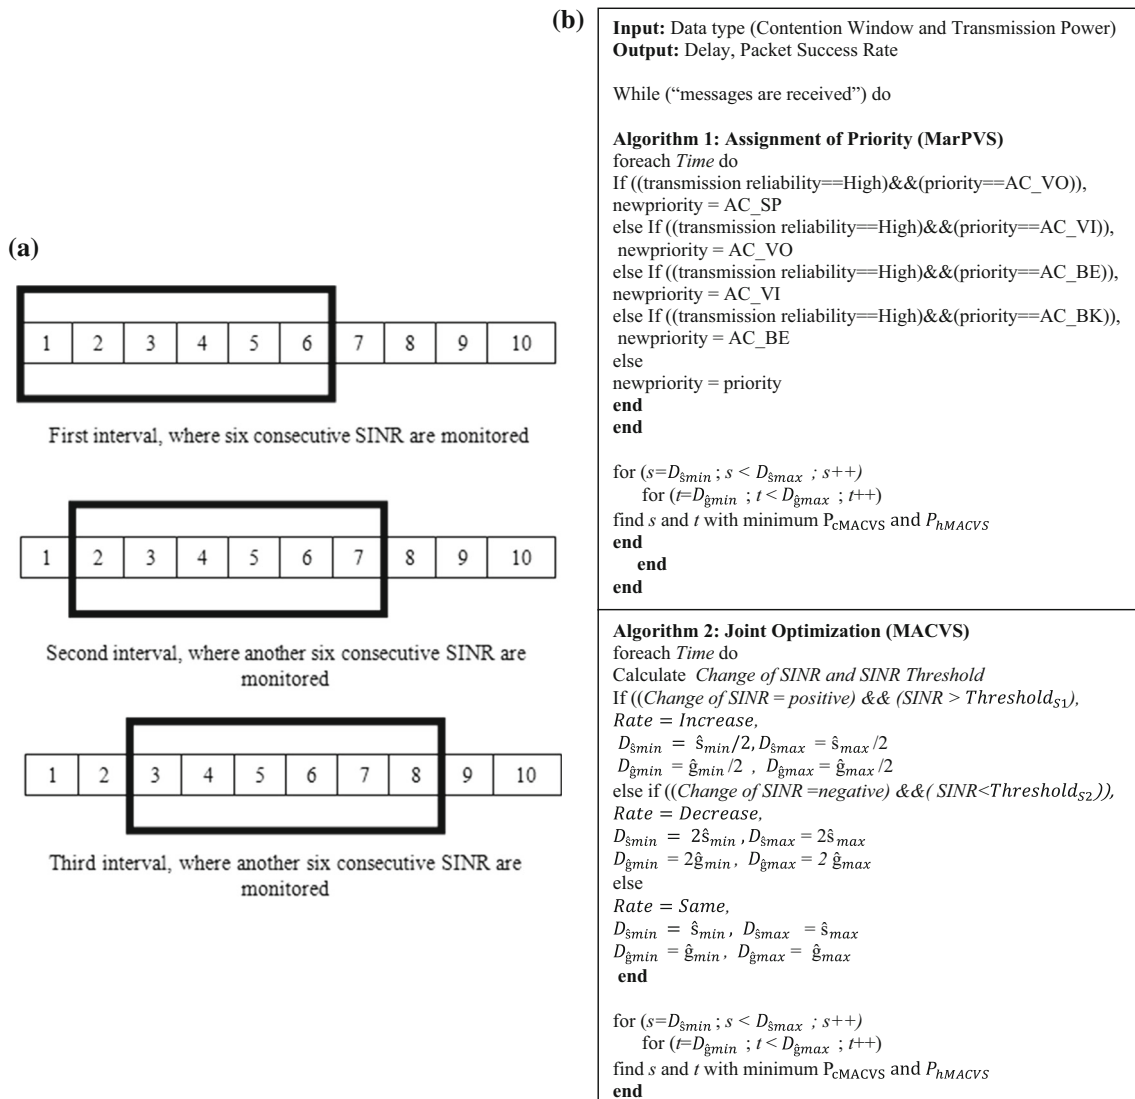 (a)
1 2 3 4 5 6 7 8 9 10
First interval, where six consecutive SINR are monitored
1 2 3 4 5 6 7 8 9 10
Second interval, where another six consecutive SINR are
monitored
1 2 3 4 5 6 7 8 9 10
Third interval, where another six consecutive SINR are
monitored
(b)
Input: Data type (Contention Window and Transmission Power)
Output: Delay, Packet Success Rate
While (“messages are received”) do
Algorithm 1: Assignment of Priority (MarPVS)
foreach Time do
If ((transmission reliability==High)&&(priority==AC_VO)),
newpriority = AC_SP
else If ((transmission reliability==High)&&(priority==AC_VI)),
newpriority = AC_VO
else If ((transmission reliability==High)&&(priority==AC_BE)),
newpriority = AC_VI
else If ((transmission reliability==High)&&(priority==AC_BK)),
newpriority = AC_BE
else
newpriority = priority
end
end
for (s=D_ŝmin ; s < D_ŝmax ; s++)
for (t=D_ĝmin ; t < D_ĝmax ; t++)
find s and t with minimum P_cMACVS and P_hMACVS
end
end
end
Algorithm 2: Joint Optimization (MACVS)
foreach Time do
Calculate Change of SINR and SINR Threshold
If ((Change of SINR = positive) && (SINR > Threshold_S1),
Rate = Increase,
D_ŝmin = ŝ_min/2, D_ŝmax = ŝ_max/2
D_ĝmin = ĝ_min/2 , D_ĝmax = ĝ_max/2
else if ((Change of SINR =negative) &&( SINR<Threshold_S2)),
Rate = Decrease,
D_ŝmin = 2ŝ_min , D_ŝmax = 2ŝ_max
D_ĝmin = 2ĝ_min, D_ĝmax = 2 ĝ_max
else
Rate = Same,
D_ŝmin = ŝ_min, D_ŝmax = ŝ_max
D_ĝmin = ĝ_min, D_ĝmax = ĝ_max
end
for (s=D_ŝmin ; s < D_ŝmax ; s++)
for (t=D_ĝmin ; t < D_ĝmax ; t++)
find s and t with minimum P_cMACVS and P_hMACVS
end